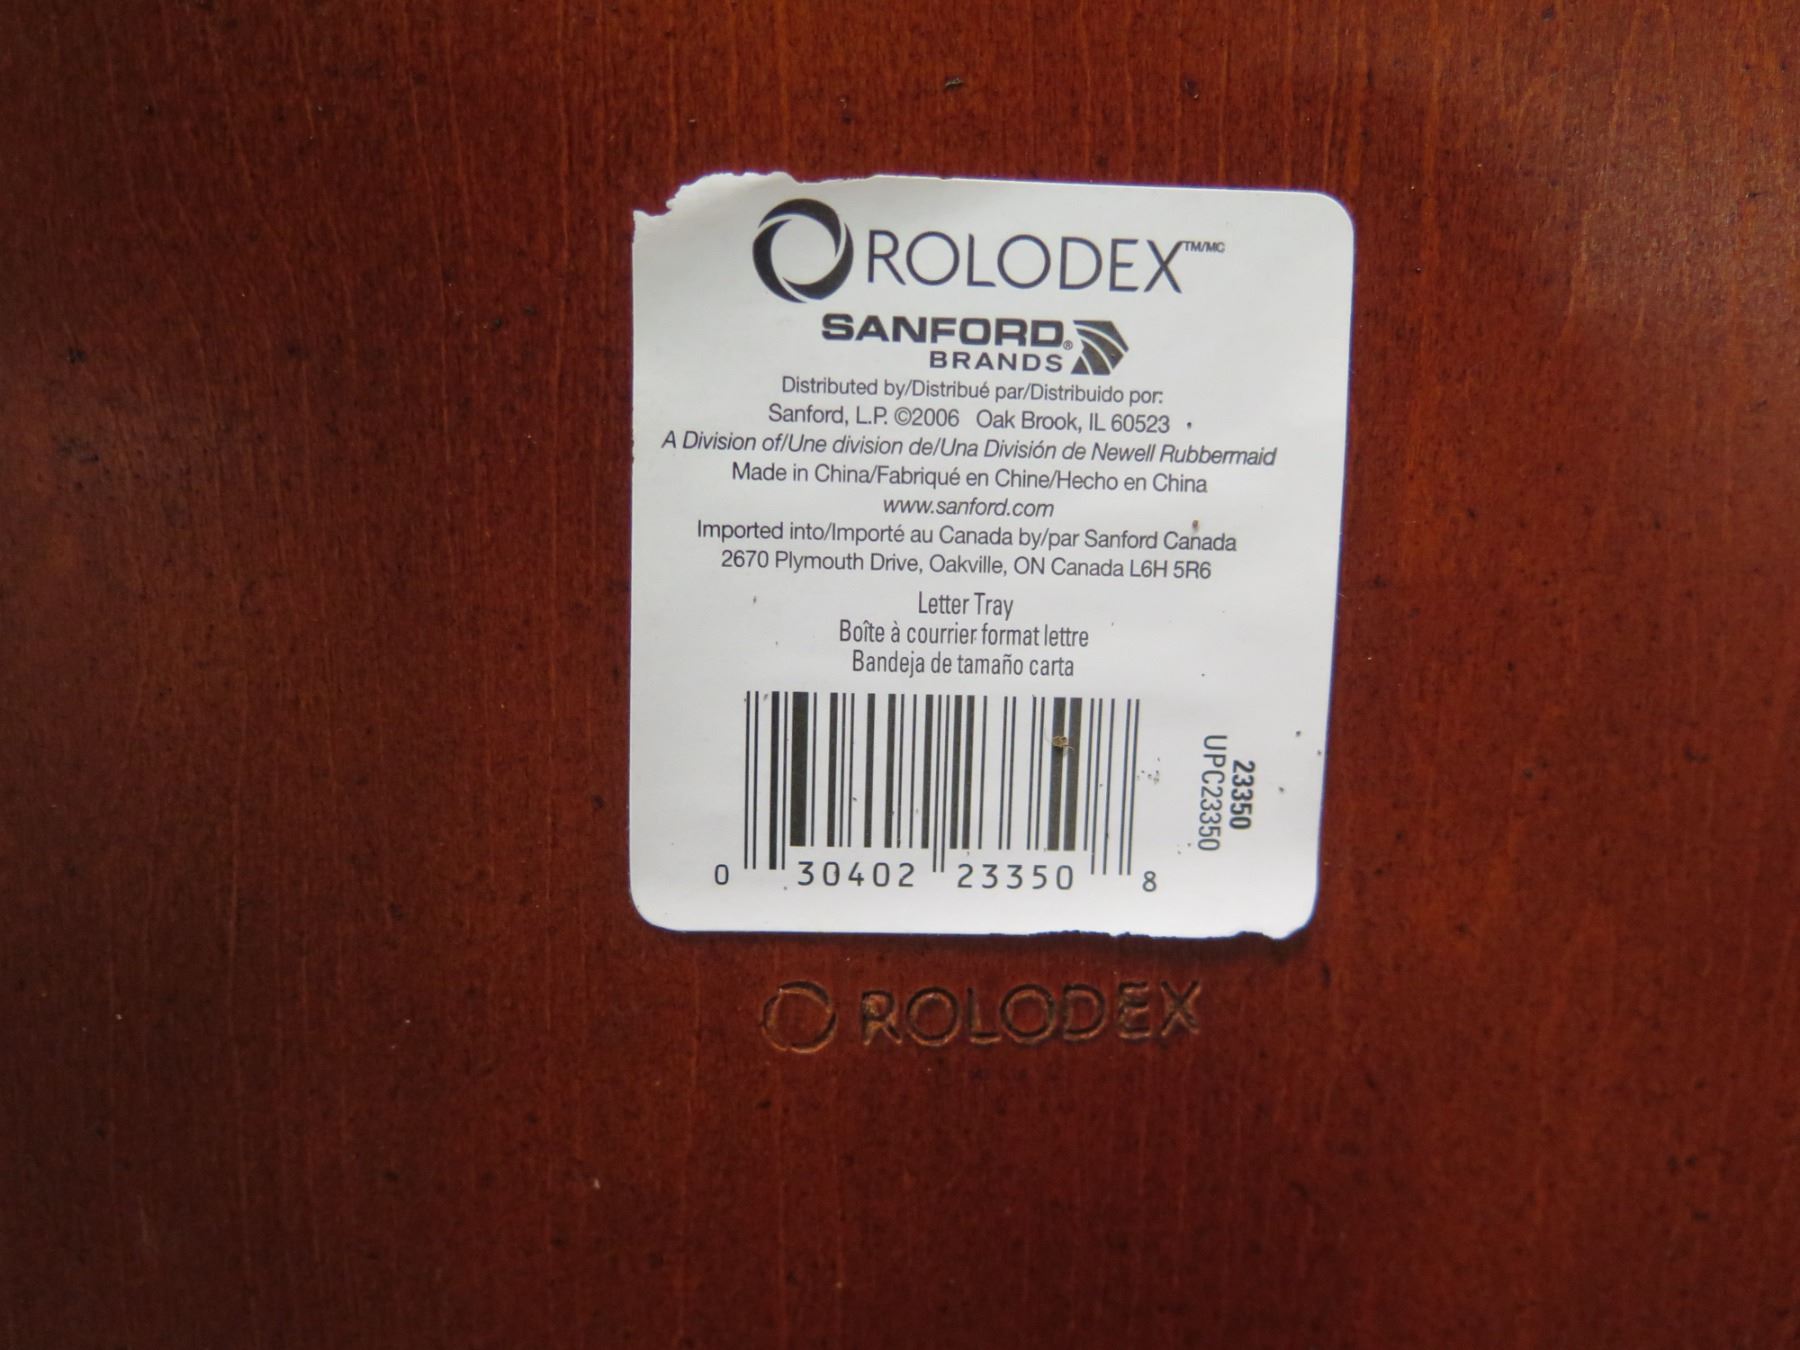 ROLODEX™/MC
SANFORD®
BRANDS
Distributed by/Distribué par/Distribuido por:
Sanford, L.P. ©2006 Oak Brook, IL 60523
A Division of/Une division de/Una División de Newell Rubbermaid
Made in China/Fabriqué en Chine/Hecho en China
www.sanford.com
Imported into/Importé au Canada by/par Sanford Canada
2670 Plymouth Drive, Oakville, ON Canada L6H 5R6
Letter Tray
Boîte à courrier format lettre
Bandeja de tamaño carta
23350
UPC23350
0 30402 23350 8
ROLODEX